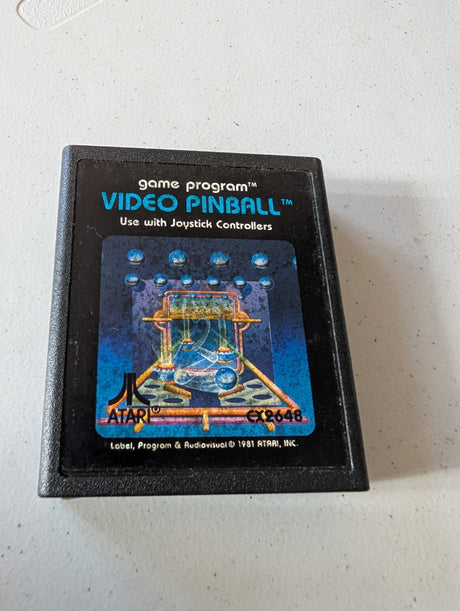 game program™
VIDEO PINBALL™
Use with Joystick Controllers
ATARI®
CX2648
Label, Program & Audiovisual © 1981 ATARI, INC.